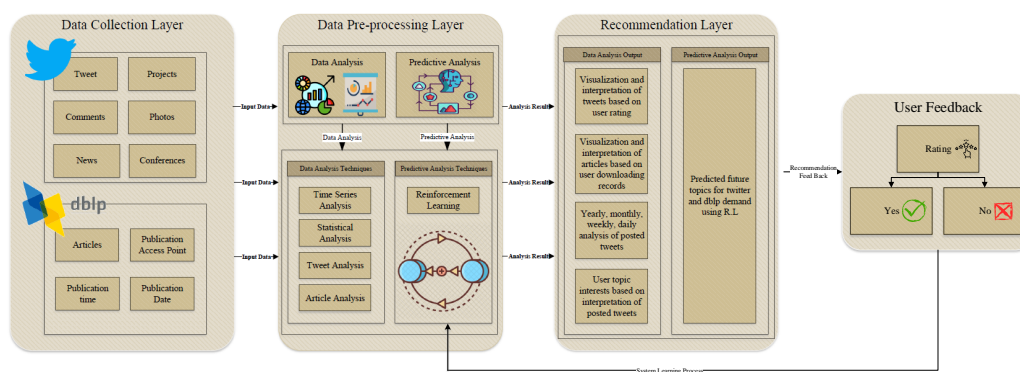 Data Collection Layer
Tweet
Projects
Comments
Photos
News
Conferences
dblp
Articles
Publication
Access Point
Publication
time
Publication
Date
Input Data
Input Data
Input Data
Data Pre-processing Layer
Data Analysis
Predictive Analysis
Data Analysis
Predictive Analysis
Data Analysis Techniques
Time Series
Analysis
Statistical
Analysis
Tweet Analysis
Article Analysis
Predictive Analysis Techniques
Reinforcement
Learning
Analysis Result
Analysis Result
Analysis Result
Recommendation Layer
Data Analysis Output
Visualization and
interpretation of
tweets based on
user rating
Visualization and
interpretation of
articles based on
user downloading
records
Yearly, monthly,
weekly, daily
analysis of posted
tweets
User topic
interests based on
interpretation of
posted tweets
Predictive Analysis Output
Predicted future
topics for twitter
and dblp demand
using R.L
Recommendation
Feed Back
User Feedback
Rating
Yes
No
System Learning Process